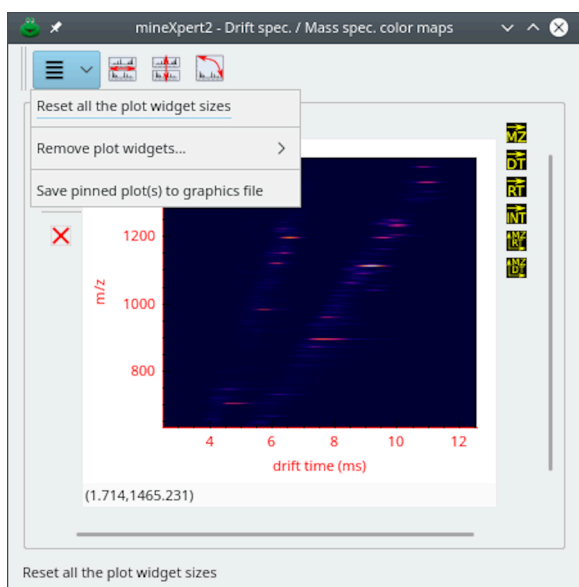 mineXpert2 - Drift spec. / Mass spec. color maps
Reset all the plot widget sizes
Remove plot widgets...
Save pinned plot(s) to graphics file
MZ
DT
RT
INT
MZ
RT
MZ
DT
1200
1000
800
m/z
4 6 8 10 12
drift time (ms)
(1.714,1465.231)
Reset all the plot widget sizes